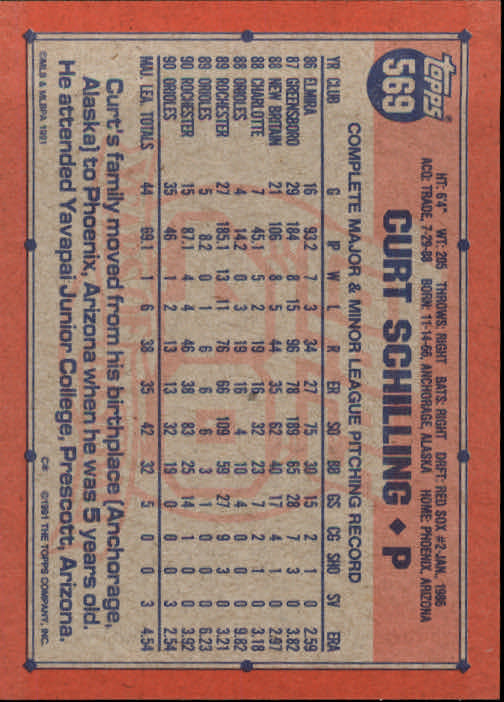 Topps®
569
HT: 6'4" WT: 205 THROWS: RIGHT BATS: RIGHT DRAFT: RED SOX #2-JAN., 1986
ACQ: TRADE, 7-29-88 BORN: 11-14-66, ANCHORAGE, ALASKA HOME: PHOENIX, ARIZONA
CURT SCHILLING ♦ P
COMPLETE MAJOR & MINOR LEAGUE PITCHING RECORD
YR CLUB G IP W L R ER SO BB GS CG SHO SV ERA
86 ELMIRA 16 93.2 7 3 34 27 75 30 15 2 1 0 2.59
87 GREENSBORO 29 184 8 15 96 78 189 65 28 7 3 0 3.82
88 NEW BRITAIN 21 106 8 5 44 35 62 40 17 4 1 0 2.97
88 CHARLOTTE 7 45.1 5 2 19 16 32 23 7 2 1 0 3.18
88 ORIOLES 4 14.2 0 3 19 16 4 10 4 0 0 0 9.82
89 ROCHESTER 27 185.1 13 11 76 66 109 59 27 9 3 0 3.21
89 ORIOLES 5 8.2 0 1 6 6 6 3 1 0 0 0 6.23
90 ROCHESTER 15 87.1 4 4 46 38 83 25 14 1 0 0 3.92
90 ORIOLES 35 46 1 2 13 13 32 19 0 0 0 3 2.54
MAJ. LEA. TOTALS 44 69.1 1 6 38 35 42 32 5 0 0 3 4.54
Curt's family moved from his birthplace (Anchorage,
Alaska) to Phoenix, Arizona when he was 5 years old.
He attended Yavapai Junior College, Prescott, Arizona.
©MLB & MLBPA 1991 C# ©1991 THE TOPPS COMPANY, INC.